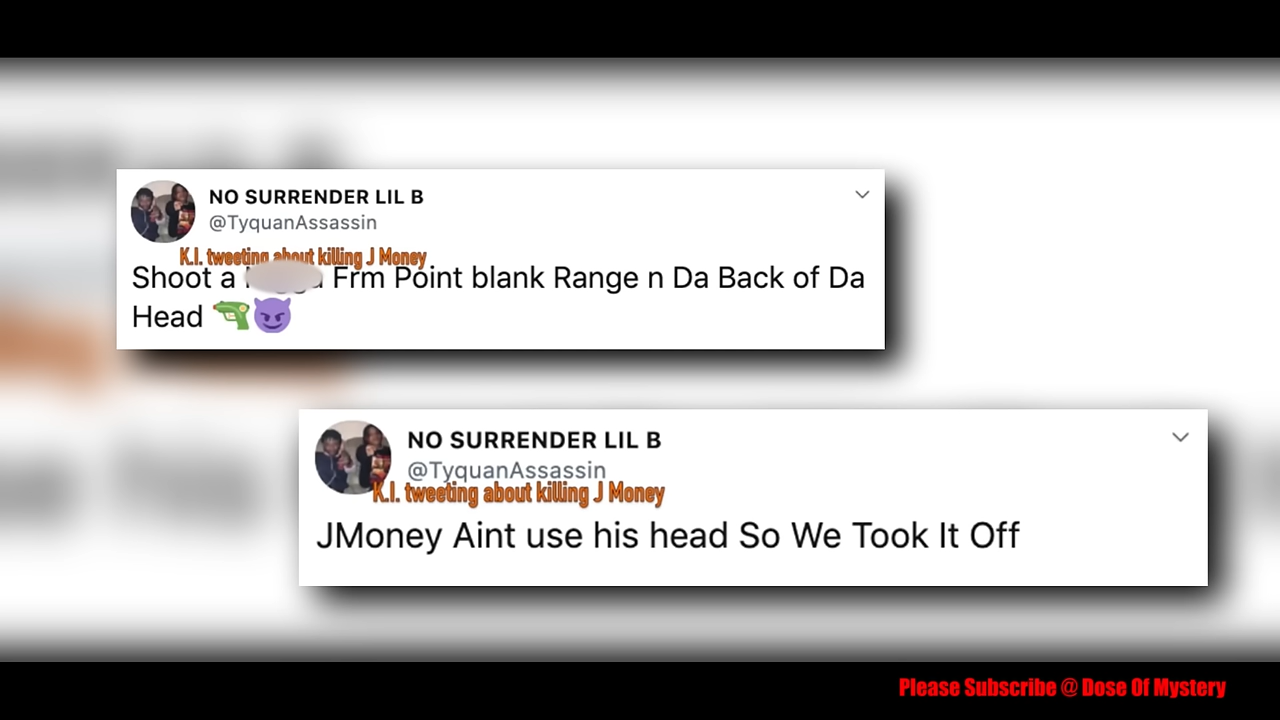 NO SURRENDER LIL B
@TyquanAssassin
K.I. tweeting about killing J Money
Shoot a Frm Point blank Range n Da Back of Da
Head 🔫😈
NO SURRENDER LIL B
@TyquanAssassin
K.I. tweeting about killing J Money
JMoney Aint use his head So We Took It Off
Please Subscribe @ Dose Of Mystery